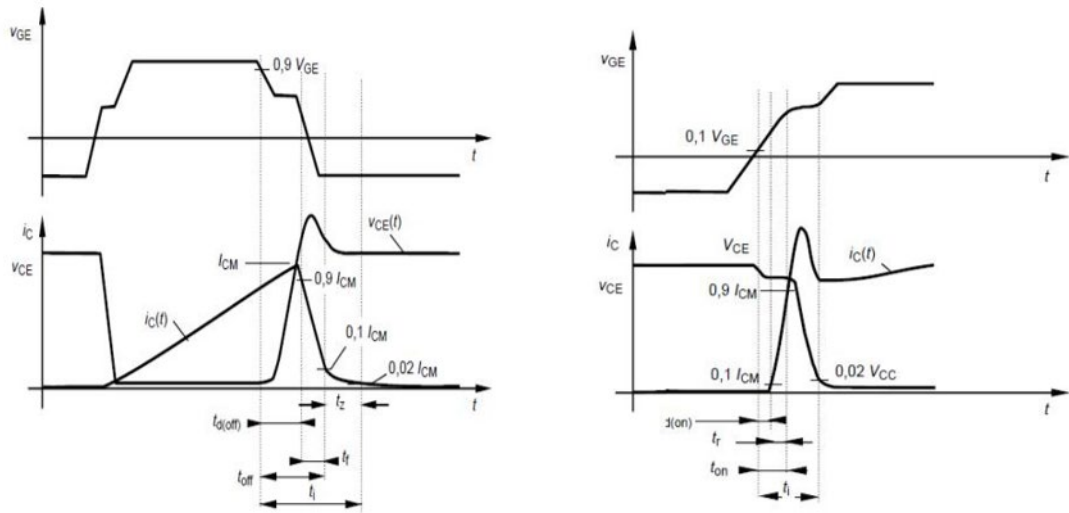 vGE
0,9 VGE
t
iC
vCE
ICM
vCE(t)
0,9 ICM
iC(t)
0,1 ICM
0,02 ICM
t
tz
td(off)
tf
toff
ti
vGE
0,1 VGE
t
iC
vCE
VCE
iC(t)
0,9 ICM
0,1 ICM
0,02 VCC
t
d(on)
tr
ton
ti